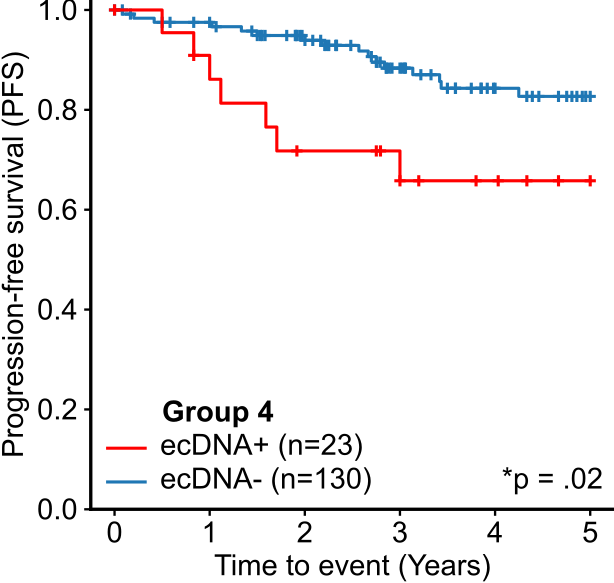 Progression-free survival (PFS)
1.0
0.8
0.6
0.4
0.2
0.0
Group 4
ecDNA+ (n=23)
ecDNA- (n=130)
*p = .02
0 1 2 3 4 5
Time to event (Years)